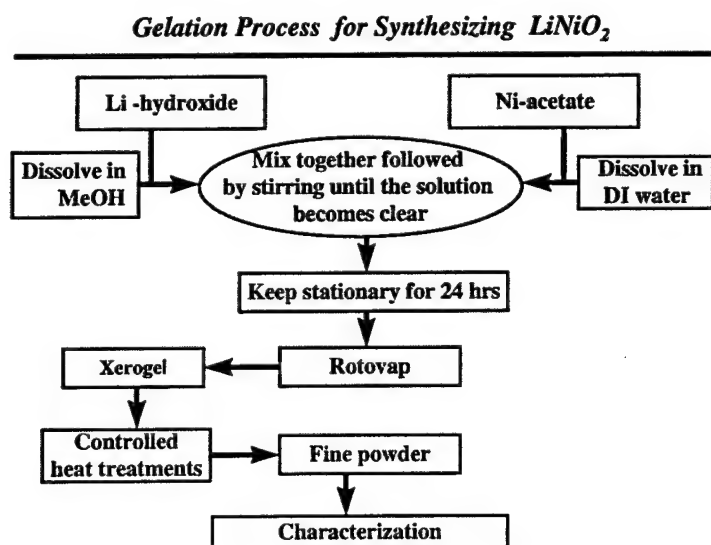 Gelation Process for Synthesizing LiNiO₂
Li -hydroxide
Ni-acetate
Dissolve in
MeOH
Mix together followed
by stirring until the solution
becomes clear
Dissolve in
DI water
Keep stationary for 24 hrs
Rotovap
Xerogel
Controlled
heat treatments
Fine powder
Characterization